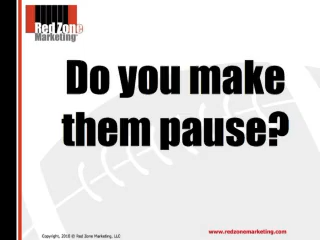 Red Zone
Marketing
Do you make
them pause?
Copyright, 2010 © Red Zone Marketing, LLC
www.redzonemarketing.com